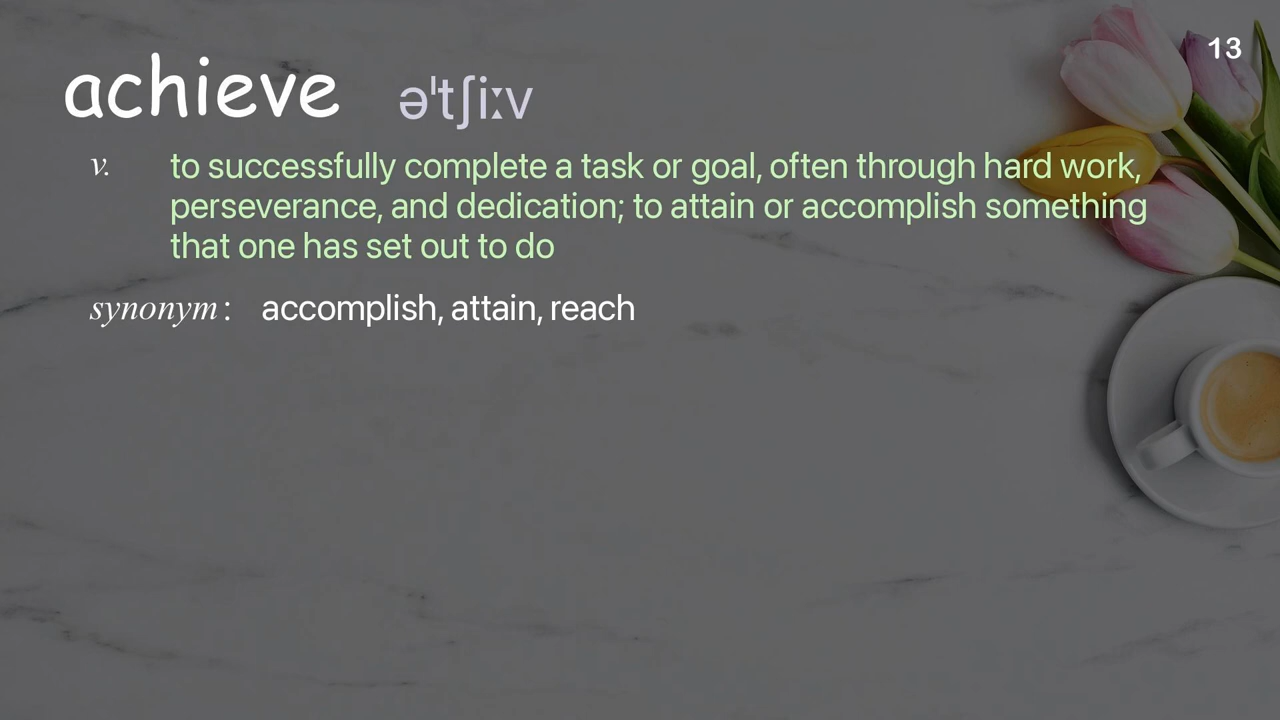 13
achieve əˈtʃiːv
v. to successfully complete a task or goal, often through hard work,
perseverance, and dedication; to attain or accomplish something
that one has set out to do
synonym : accomplish, attain, reach